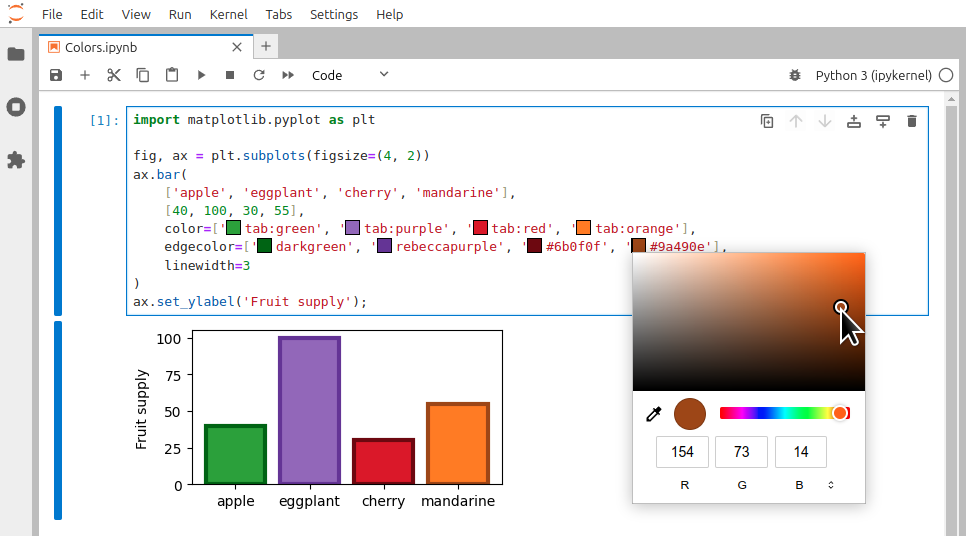 File Edit View Run Kernel Tabs Settings Help
Colors.ipynb
Code
Python 3 (ipykernel)
[1]:
import matplotlib.pyplot as plt
fig, ax = plt.subplots(figsize=(4, 2))
ax.bar(
['apple', 'eggplant', 'cherry', 'mandarine'],
[40, 100, 30, 55],
color=['tab:green', 'tab:purple', 'tab:red', 'tab:orange'],
edgecolor=['darkgreen', 'rebeccapurple', '#6b0f0f', '#9a490e'],
linewidth=3
)
ax.set_ylabel('Fruit supply');
Fruit supply
100
75
50
25
0
apple eggplant cherry mandarine
154 73 14
R G B